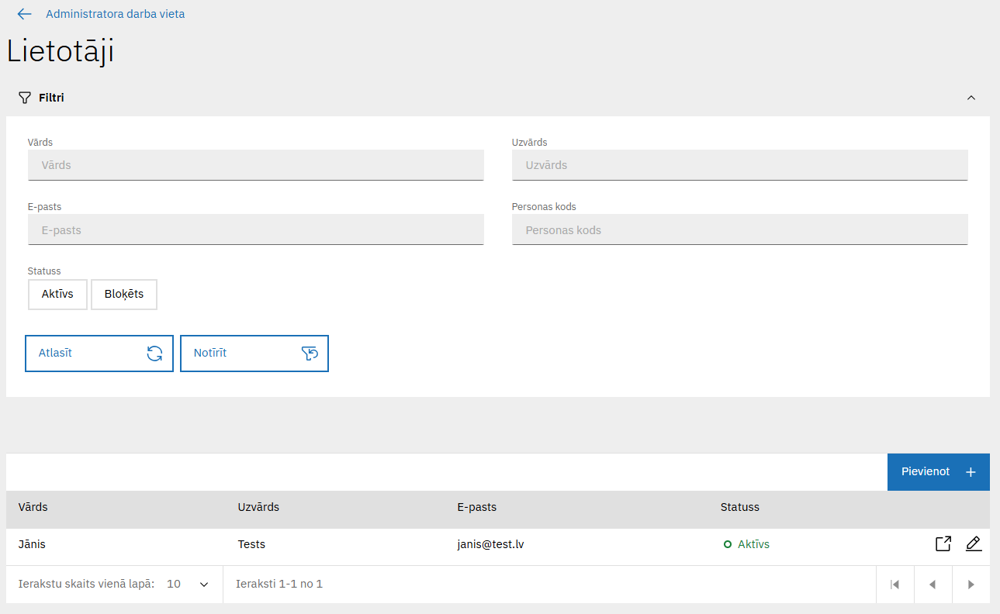 Administratora darba vieta
Lietotāji
Filtri
Vārds
Uzvārds
Vārds
Uzvārds
E-pasts
Personas kods
E-pasts
Personas kods
Statuss
Aktīvs Bloķēts
Atlasīt Notīrīt
Pievienot
Vārds Uzvārds E-pasts Statuss
Jānis Tests janis@test.lv Aktīvs
Ierakstu skaits vienā lapā: 10 Ieraksti 1-1 no 1